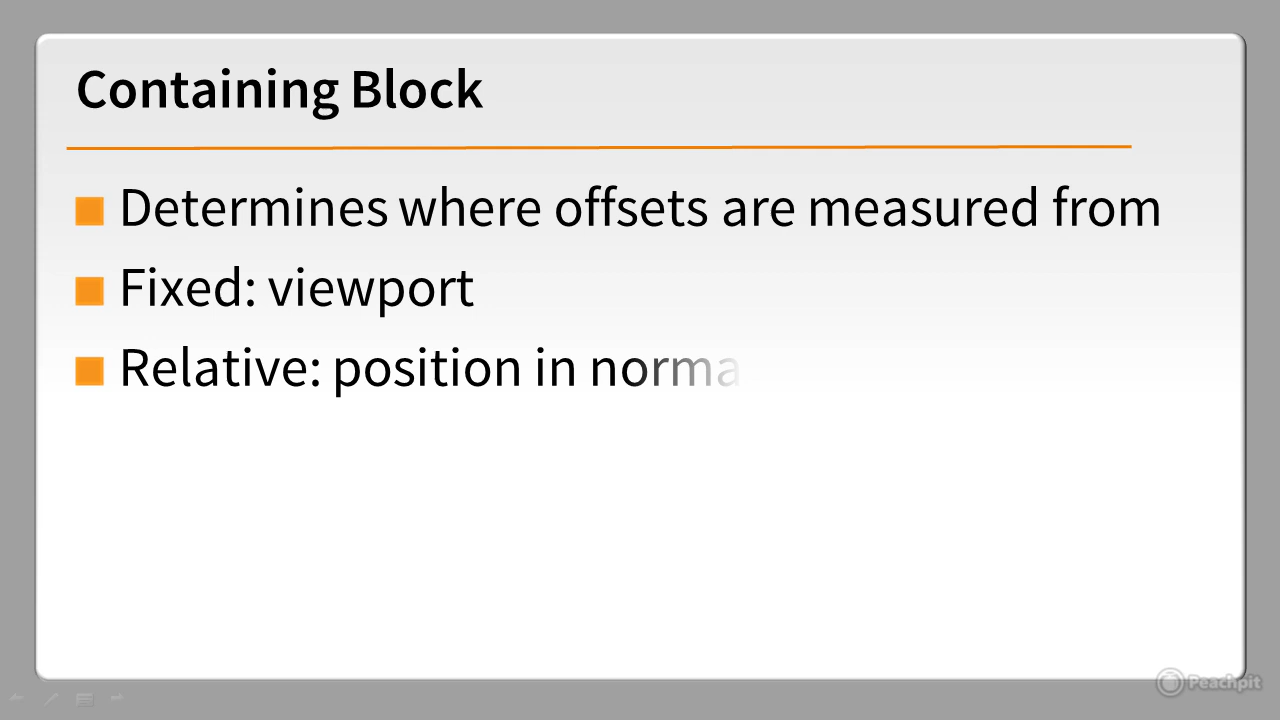 Containing Block
Determines where offsets are measured from
Fixed: viewport
Relative: position in norma
Peachpit